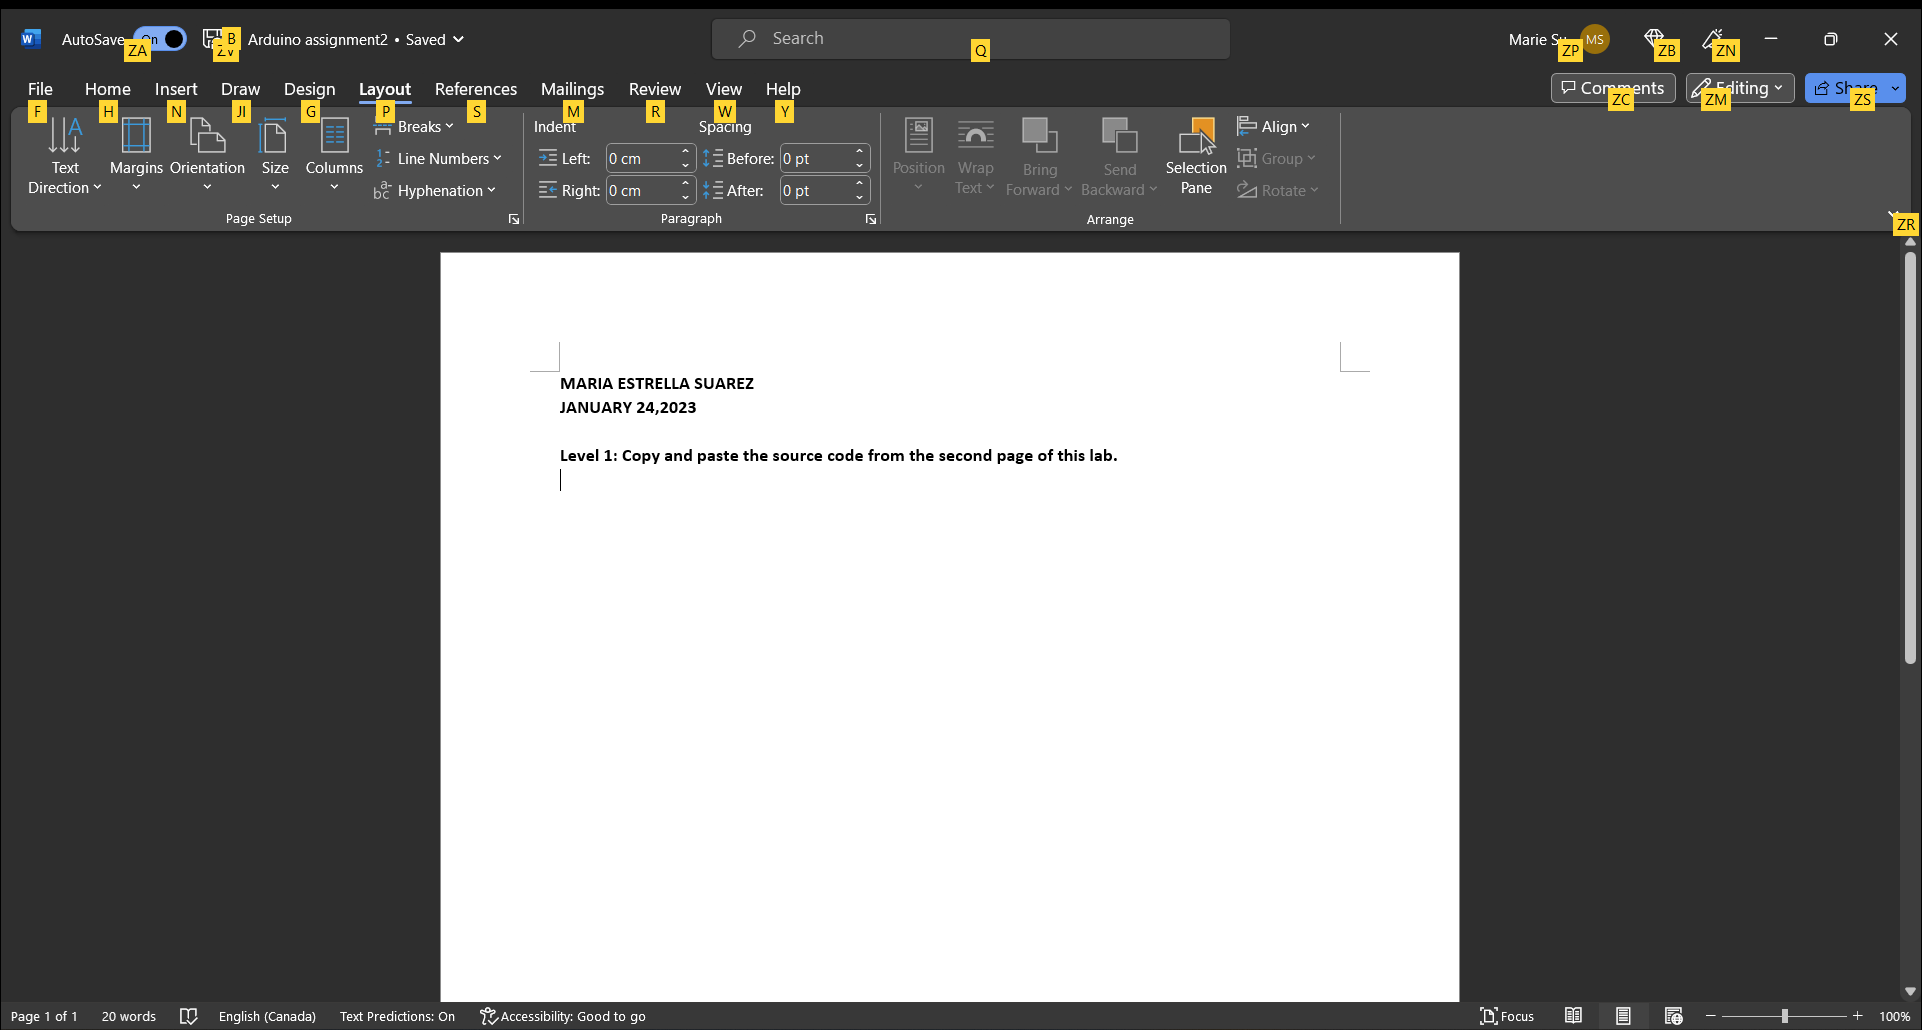 AutoSave On ZA B ZV Arduino assignment2 • Saved Search Q Marie Su ZP MS ZB ZN
File Home Insert Draw Design Layout References Mailings Review View Help Comments Editing Share
F H N JI G P S M R W Y ZC ZM ZS
Text Direction Margins Orientation Size Columns
Breaks
Line Numbers
Hyphenation
Page Setup
Indent Spacing
Left: 0 cm Before: 0 pt
Right: 0 cm After: 0 pt
Paragraph
Position Wrap Text Bring Forward Send Backward Selection Pane
Align
Group
Rotate
Arrange
ZR
MARIA ESTRELLA SUAREZ
JANUARY 24,2023
Level 1: Copy and paste the source code from the second page of this lab.
Page 1 of 1 20 words English (Canada) Text Predictions: On Accessibility: Good to go Focus 100%